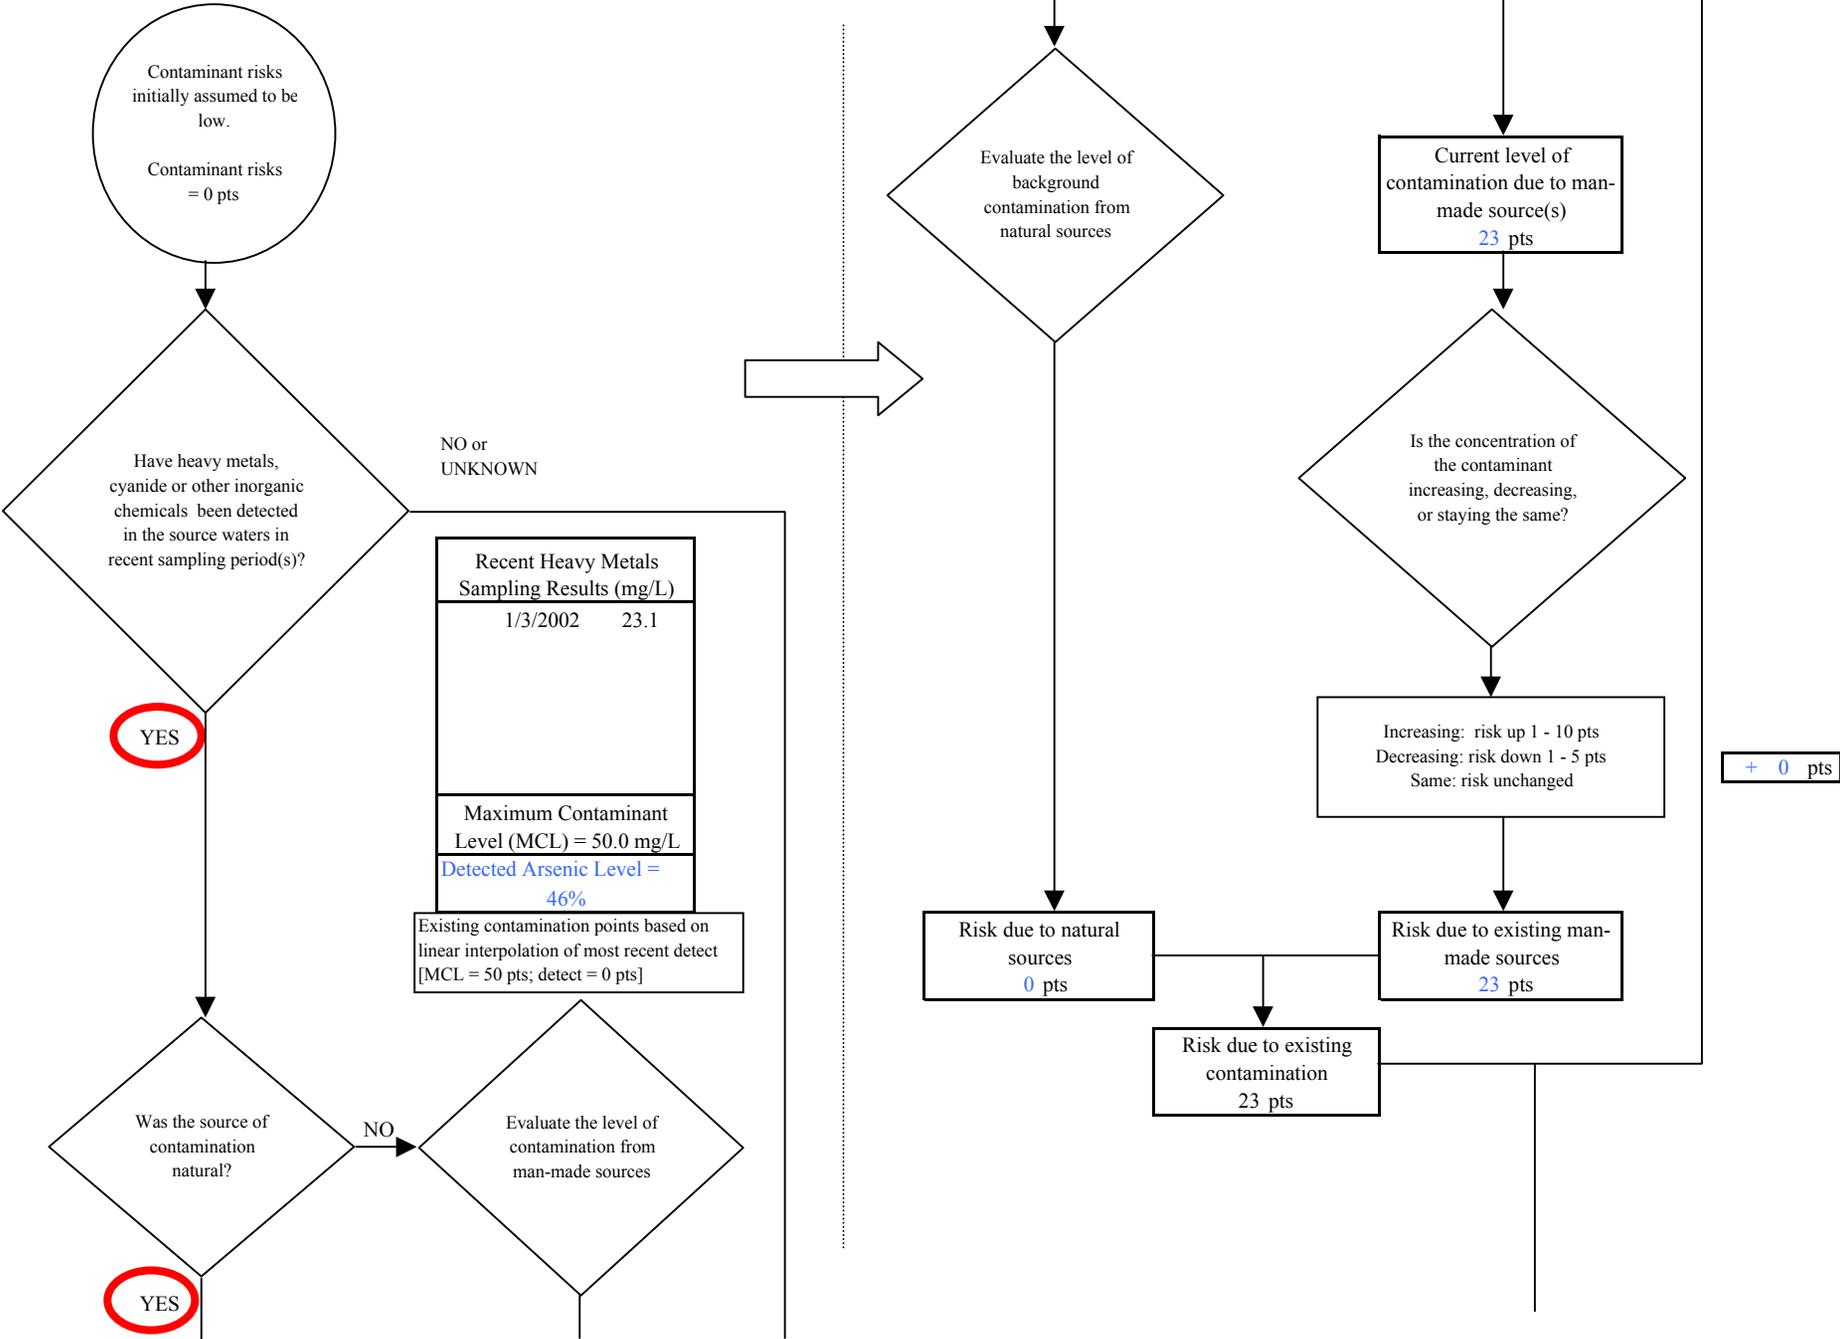 Contaminant risks
initially assumed to be
low.
Contaminant risks
= 0 pts
Have heavy metals,
cyanide or other inorganic
chemicals  been detected
in the source waters in
recent sampling period(s)?
NO or
UNKNOWN
Recent Heavy Metals
Sampling Results (mg/L)
1/3/2002 23.1
Maximum Contaminant
Level (MCL) = 50.0 mg/L
Detected Arsenic Level =
46%
Existing contamination points based on
linear interpolation of most recent detect
[MCL = 50 pts; detect = 0 pts]
YES
Was the source of
contamination
natural?
NO
Evaluate the level of
contamination from
man-made sources
YES
Evaluate the level of
background
contamination from
natural sources
Current level of
contamination due to man-
made source(s)
23 pts
Is the concentration of
the contaminant
increasing, decreasing,
or staying the same?
Increasing:  risk up 1 - 10 pts
Decreasing: risk down 1 - 5 pts
Same: risk unchanged
+ 0 pts
Risk due to natural
sources
0 pts
Risk due to existing man-
made sources
23 pts
Risk due to existing
contamination
23 pts